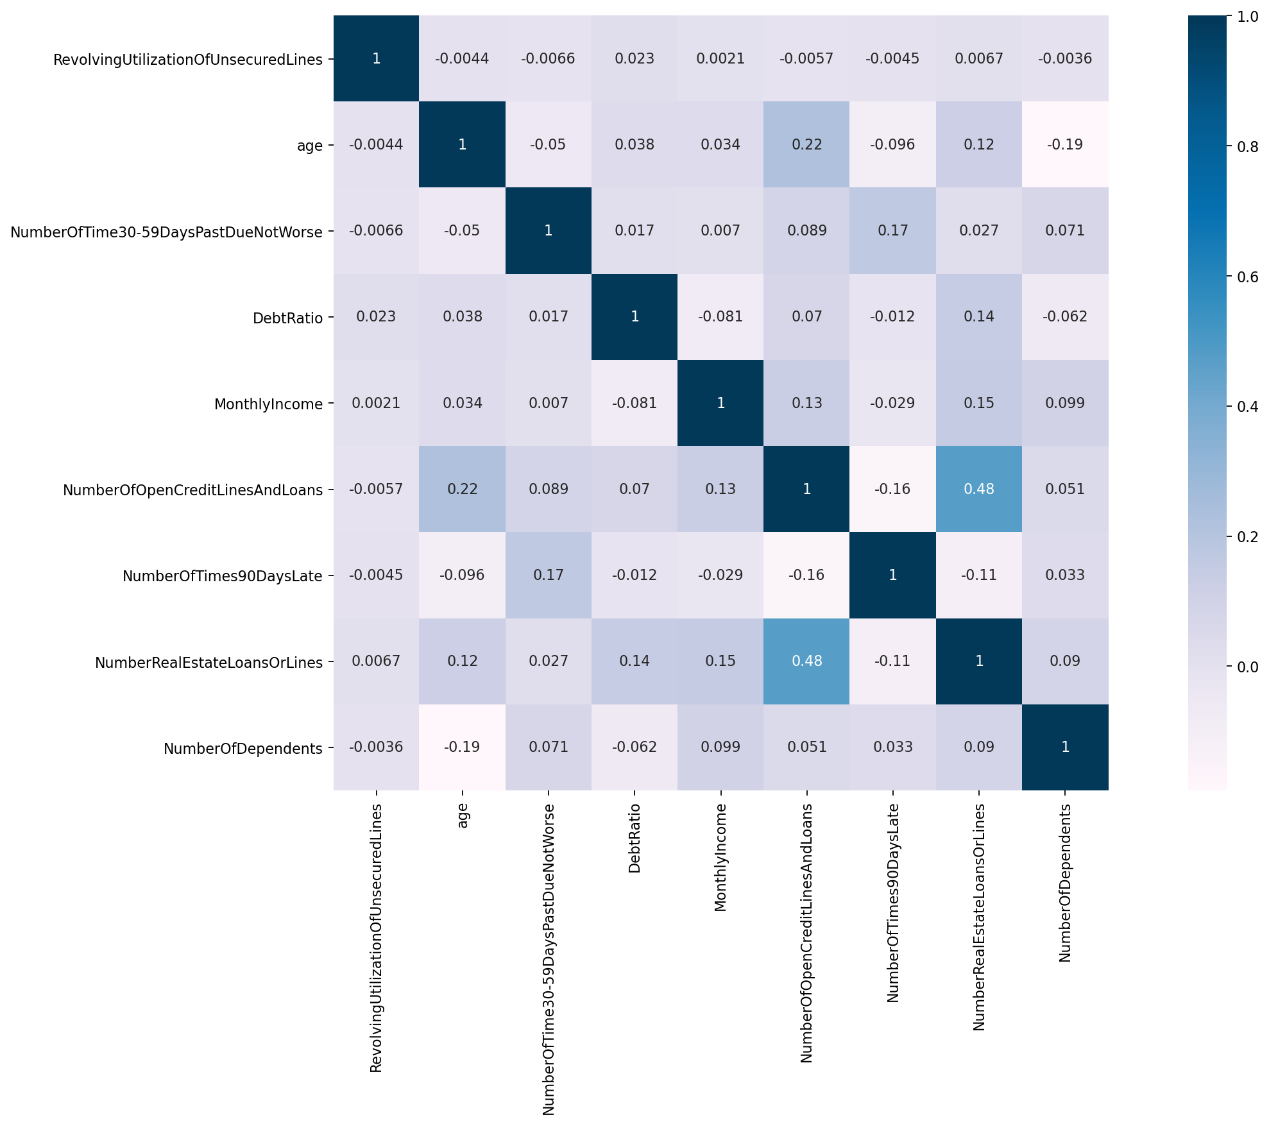 RevolvingUtilizationOfUnsecuredLines 1 -0.0044 -0.0066 0.023 0.0021 -0.0057 -0.0045 0.0067 -0.0036
age -0.0044 1 -0.05 0.038 0.034 0.22 -0.096 0.12 -0.19
NumberOfTime30-59DaysPastDueNotWorse -0.0066 -0.05 1 0.017 0.007 0.089 0.17 0.027 0.071
DebtRatio 0.023 0.038 0.017 1 -0.081 0.07 -0.012 0.14 -0.062
MonthlyIncome 0.0021 0.034 0.007 -0.081 1 0.13 -0.029 0.15 0.099
NumberOfOpenCreditLinesAndLoans -0.0057 0.22 0.089 0.07 0.13 1 -0.16 0.48 0.051
NumberOfTimes90DaysLate -0.0045 -0.096 0.17 -0.012 -0.029 -0.16 1 -0.11 0.033
NumberRealEstateLoansOrLines 0.0067 0.12 0.027 0.14 0.15 0.48 -0.11 1 0.09
NumberOfDependents -0.0036 -0.19 0.071 -0.062 0.099 0.051 0.033 0.09 1
RevolvingUtilizationOfUnsecuredLines
age
NumberOfTime30-59DaysPastDueNotWorse
DebtRatio
MonthlyIncome
NumberOfOpenCreditLinesAndLoans
NumberOfTimes90DaysLate
NumberRealEstateLoansOrLines
NumberOfDependents
1.0
0.8
0.6
0.4
0.2
0.0